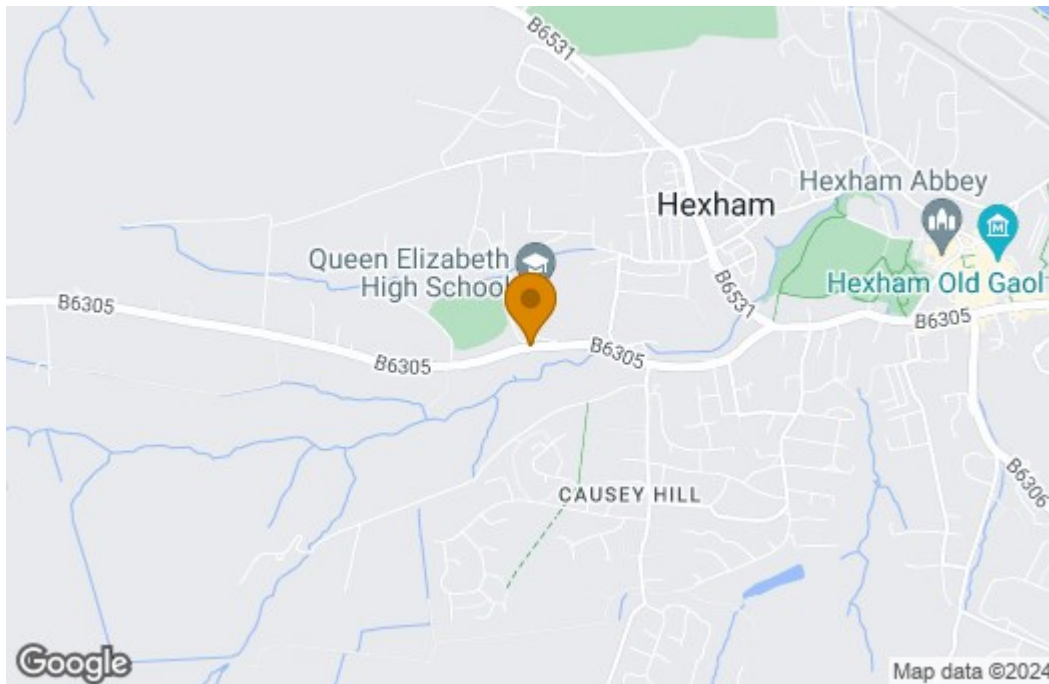 B6531
Hexham Abbey
Hexham
Queen Elizabeth
High School
Hexham Old Gaol
B6531
B6305
B6305
B6305
B6305
CAUSEY HILL
B6306
Google
Map data ©2024